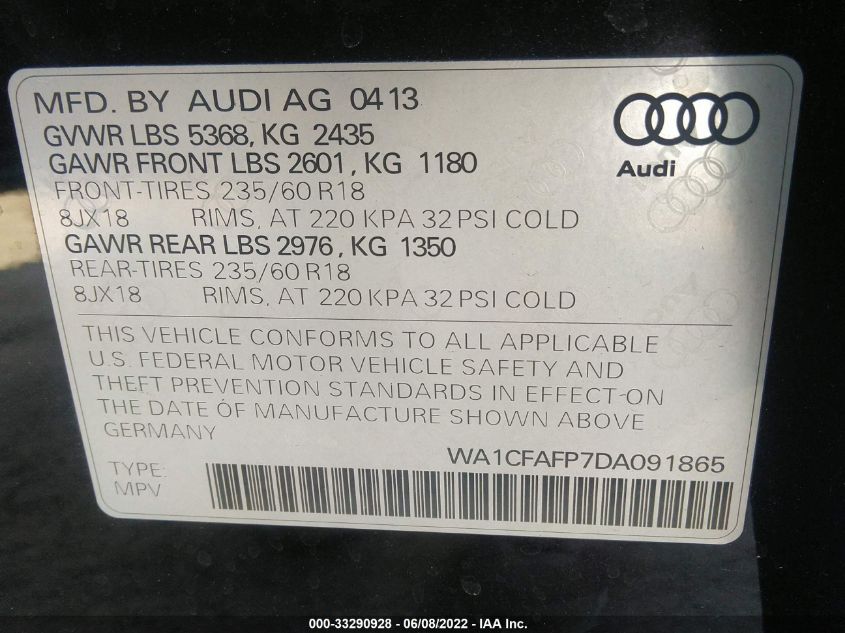 MFD. BY AUDI AG 0413
GVWR LBS 5368, KG 2435
GAWR FRONT LBS 2601, KG 1180
FRONT-TIRES 235/60 R18
8JX18 RIMS, AT 220 KPA 32 PSI COLD
GAWR REAR LBS 2976, KG 1350
REAR-TIRES 235/60 R18
8JX18 RIMS, AT 220 KPA 32 PSI COLD
Audi
THIS VEHICLE CONFORMS TO ALL APPLICABLE
U.S. FEDERAL MOTOR VEHICLE SAFETY AND
THEFT PREVENTION STANDARDS IN EFFECT-ON
THE DATE OF MANUFACTURE SHOWN ABOVE
GERMANY
WA1CFAFP7DA091865
TYPE:
MPV
000-33290928 - 06/08/2022 - IAA Inc.